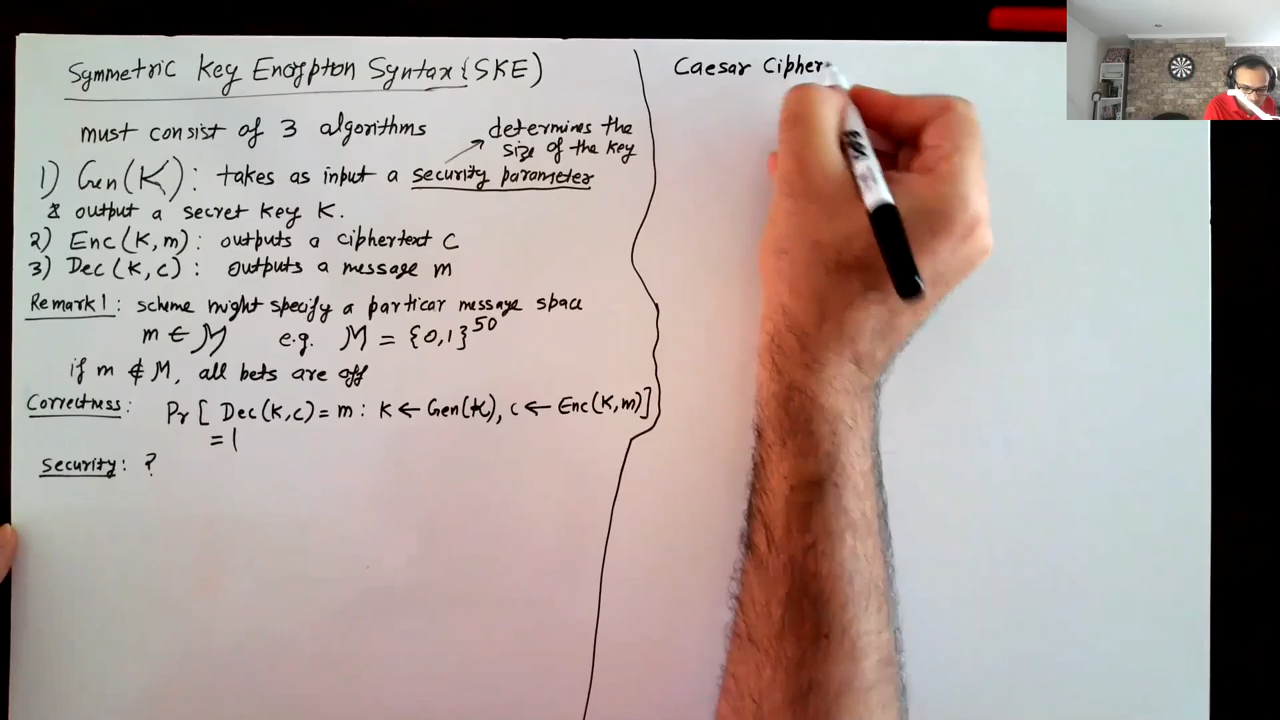 Symmetric Key Encrypton Syntax (SKE)
must consist of 3 algorithms
determines the
size of the key
1) Gen(K): takes as input a security parameter
& output a secret key K.
2) Enc(K,m): outputs a ciphertext C
3) Dec(K,c): outputs a message m
Remark 1: scheme might specify a particar message space
m ∈ M e.g. M = {0,1}^50
if m ∉ M, all bets are off
Correctness: Pr[ Dec(K,c) = m : K ← Gen(K), c ← Enc(K,m)]
= 1
Security: ?
Caesar Cipher